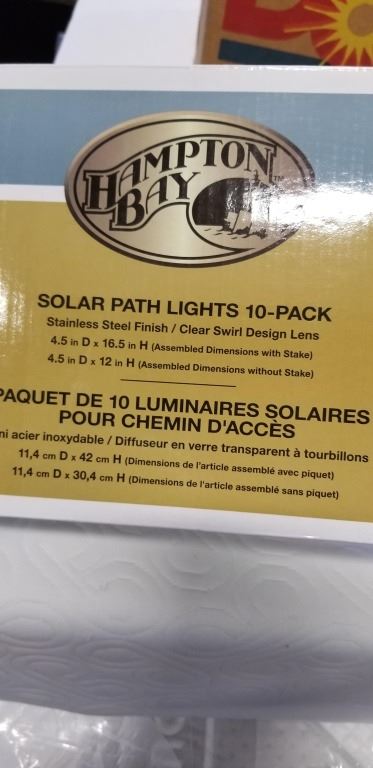 HAMPTON
BAY
SOLAR PATH LIGHTS 10-PACK
Stainless Steel Finish / Clear Swirl Design Lens
4.5 in D x 16.5 in H (Assembled Dimensions with Stake)
4.5 in D x 12 in H (Assembled Dimensions without Stake)
PAQUET DE 10 LUMINAIRES SOLAIRES
POUR CHEMIN D'ACCÈS
ni acier inoxydable / Diffuseur en verre transparent à tourbillons
11,4 cm D x 42 cm H (Dimensions de l'article assemblé avec piquet)
11,4 cm D x 30,4 cm H (Dimensions de l'article assemblé sans piquet)